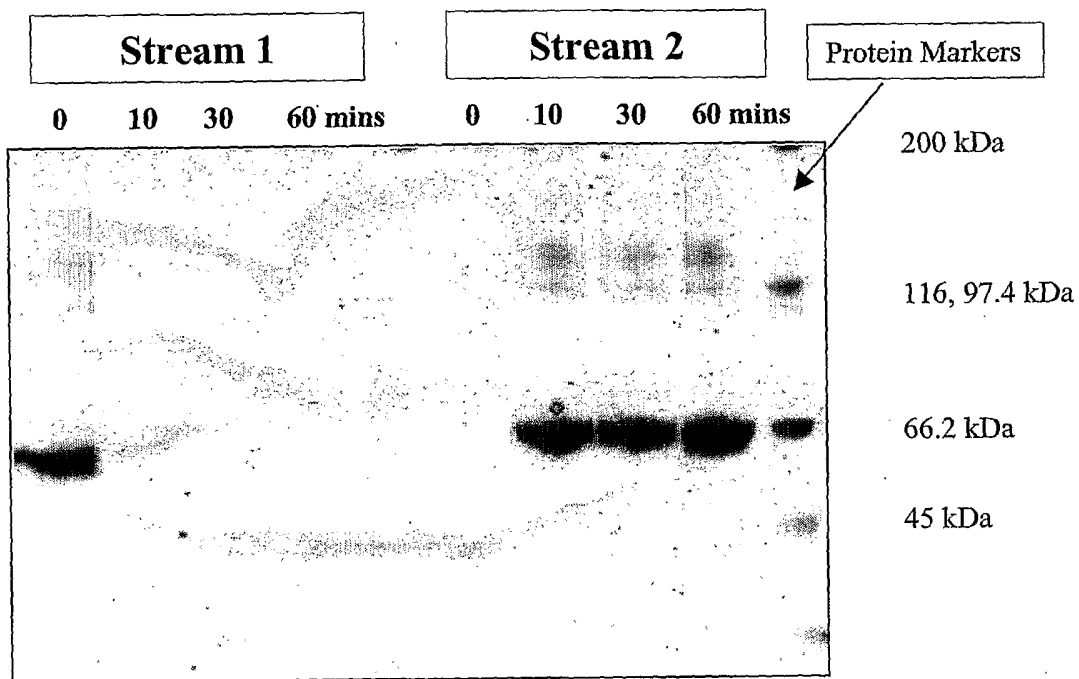 Stream 1
Stream 2
Protein Markers
0 10 30 60 mins 0 10 30 60 mins
200 kDa
116, 97.4 kDa
66.2 kDa
45 kDa